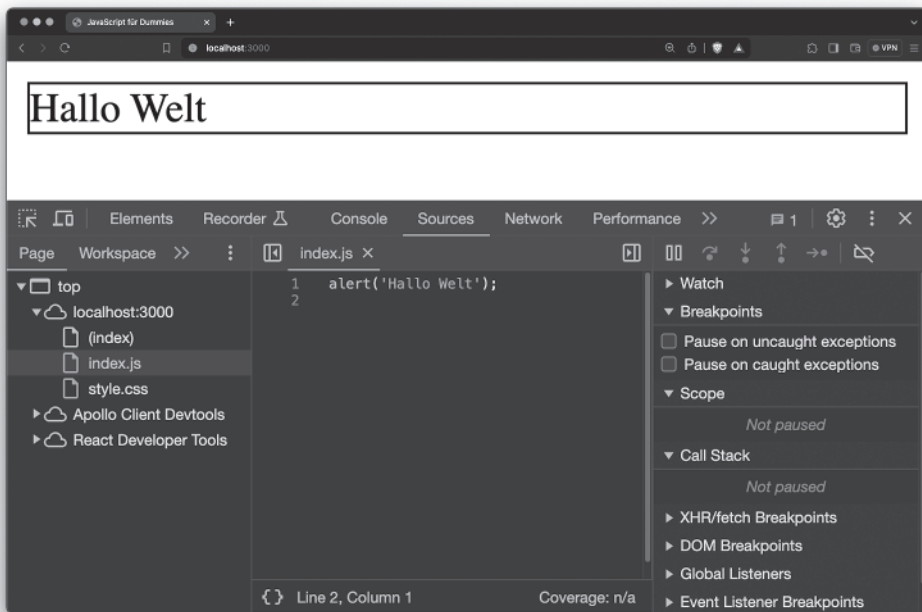 JavaScript für Dummies
localhost:3000
VPN
Hallo Welt
Elements Recorder Console Sources Network Performance 1
Page Workspace index.js
top
localhost:3000
(index)
index.js
style.css
Apollo Client Devtools
React Developer Tools
1 alert('Hallo Welt');
2
{ } Line 2, Column 1 Coverage: n/a
Watch
Breakpoints
Pause on uncaught exceptions
Pause on caught exceptions
Scope
Not paused
Call Stack
Not paused
XHR/fetch Breakpoints
DOM Breakpoints
Global Listeners
Event Listener Breakpoints